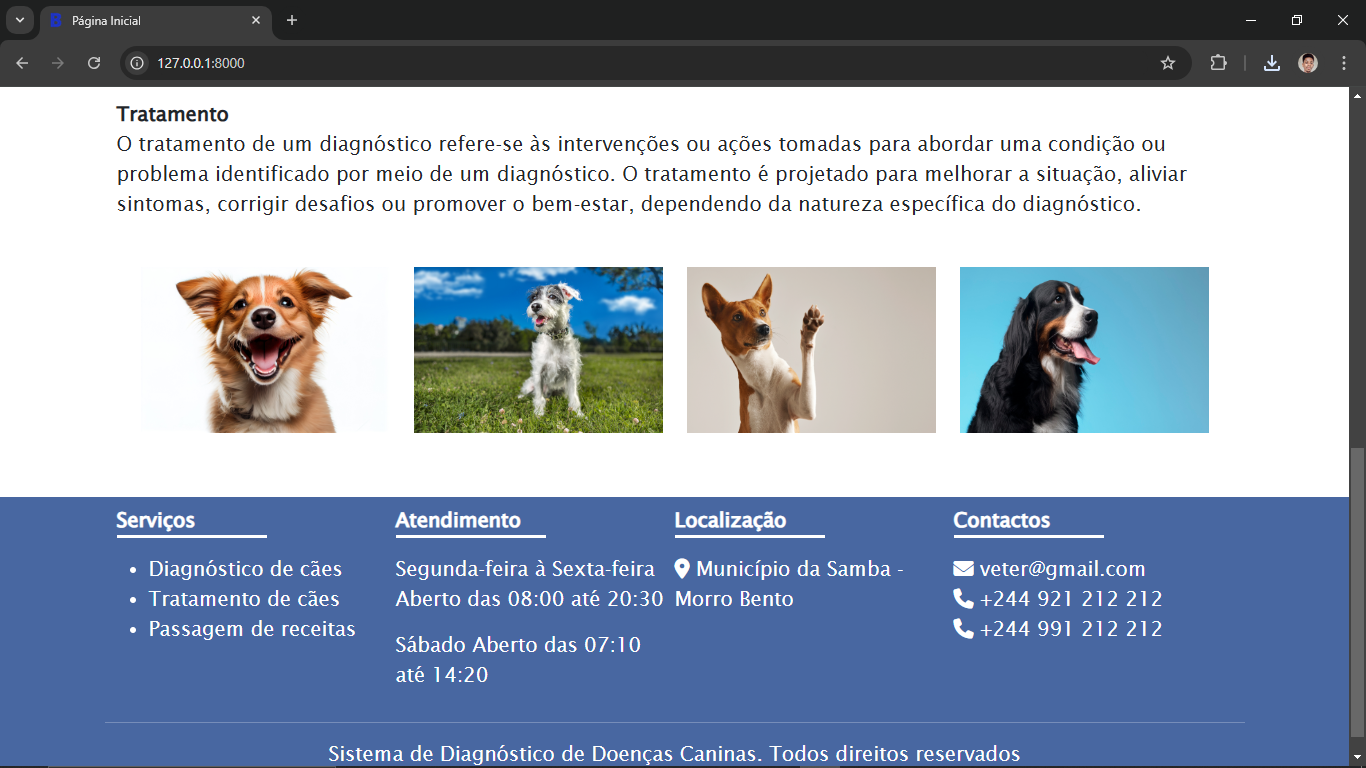 Página Inicial
127.0.0.1:8000
Tratamento
O tratamento de um diagnóstico refere-se às intervenções ou ações tomadas para abordar uma condição ou
problema identificado por meio de um diagnóstico. O tratamento é projetado para melhorar a situação, aliviar
sintomas, corrigir desafios ou promover o bem-estar, dependendo da natureza específica do diagnóstico.
Serviços
Diagnóstico de cães
Tratamento de cães
Passagem de receitas
Atendimento
Segunda-feira à Sexta-feira
Aberto das 08:00 até 20:30
Sábado Aberto das 07:10
até 14:20
Localização
Município da Samba -
Morro Bento
Contactos
veter@gmail.com
+244 921 212 212
+244 991 212 212
Sistema de Diagnóstico de Doenças Caninas. Todos direitos reservados